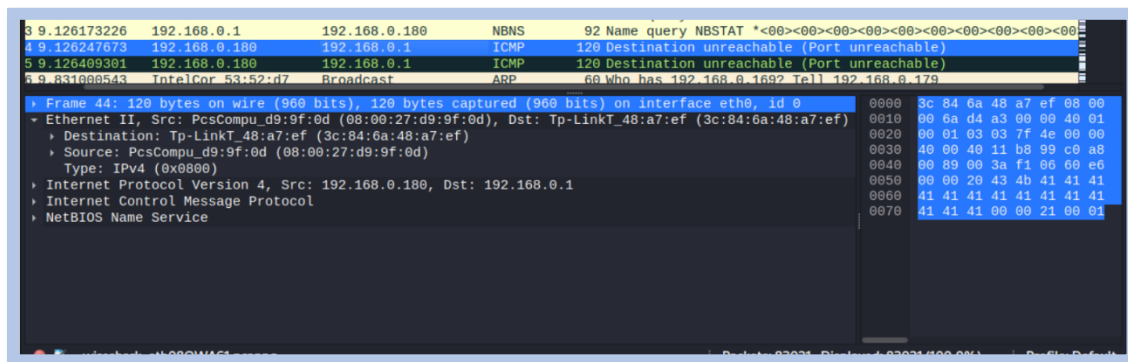 3 9.126173226 192.168.0.1 192.168.0.180 NBNS 92 Name query NBSTAT *<00><00><00><00><00><00><00><00><00
4 9.126247673 192.168.0.180 192.168.0.1 ICMP 120 Destination unreachable (Port unreachable)
5 9.126409301 192.168.0.180 192.168.0.1 ICMP 120 Destination unreachable (Port unreachable)
6 9.831000543 IntelCor_53:52:d7 Broadcast ARP 60 Who has 192.168.0.169? Tell 192.168.0.179
Frame 44: 120 bytes on wire (960 bits), 120 bytes captured (960 bits) on interface eth0, id 0
Ethernet II, Src: PcsCompu_d9:9f:0d (08:00:27:d9:9f:0d), Dst: Tp-LinkT_48:a7:ef (3c:84:6a:48:a7:ef)
Destination: Tp-LinkT_48:a7:ef (3c:84:6a:48:a7:ef)
Source: PcsCompu_d9:9f:0d (08:00:27:d9:9f:0d)
Type: IPv4 (0x0800)
Internet Protocol Version 4, Src: 192.168.0.180, Dst: 192.168.0.1
Internet Control Message Protocol
NetBIOS Name Service
0000 3c 84 6a 48 a7 ef 08 00
0010 00 6a d4 a3 00 00 40 01
0020 00 01 03 03 7f 4e 00 00
0030 40 00 40 11 b8 99 c0 a8
0040 00 89 00 3a f1 06 60 e6
0050 00 00 20 43 4b 41 41 41
0060 41 41 41 41 41 41 41 41
0070 41 41 41 00 00 21 00 01